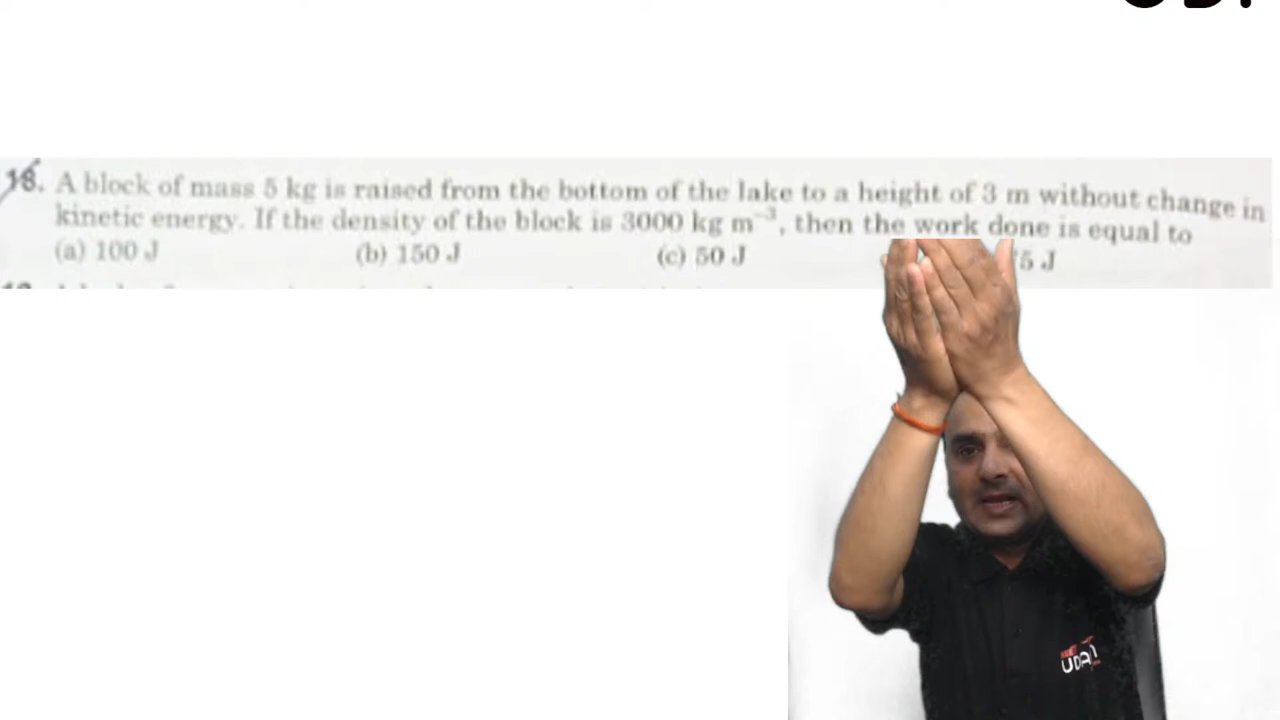 18. A block of mass 5 kg is raised from the bottom of the lake to a height of 3 m without change in
kinetic energy. If the density of the block is 3000 kg m⁻³, then the work done is equal to
(a) 100 J (b) 150 J (c) 50 J 5 J
UDAN